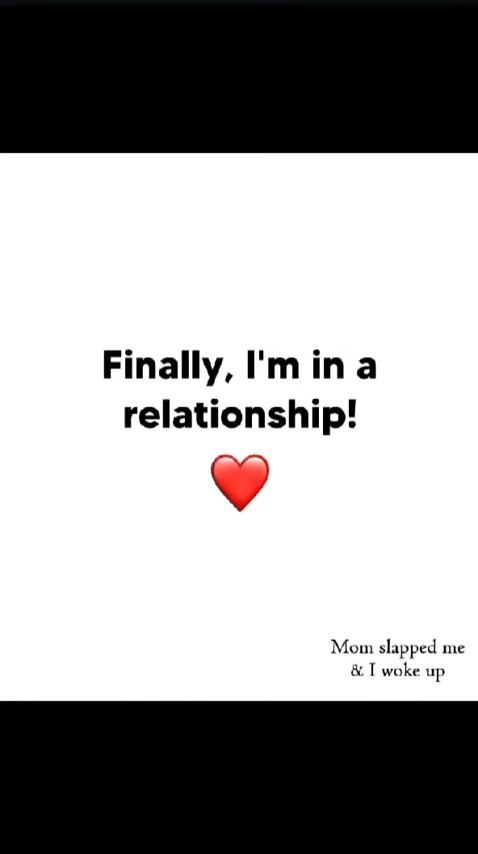 Finally, I'm in a
relationship!
❤️
Mom slapped me
& I woke up